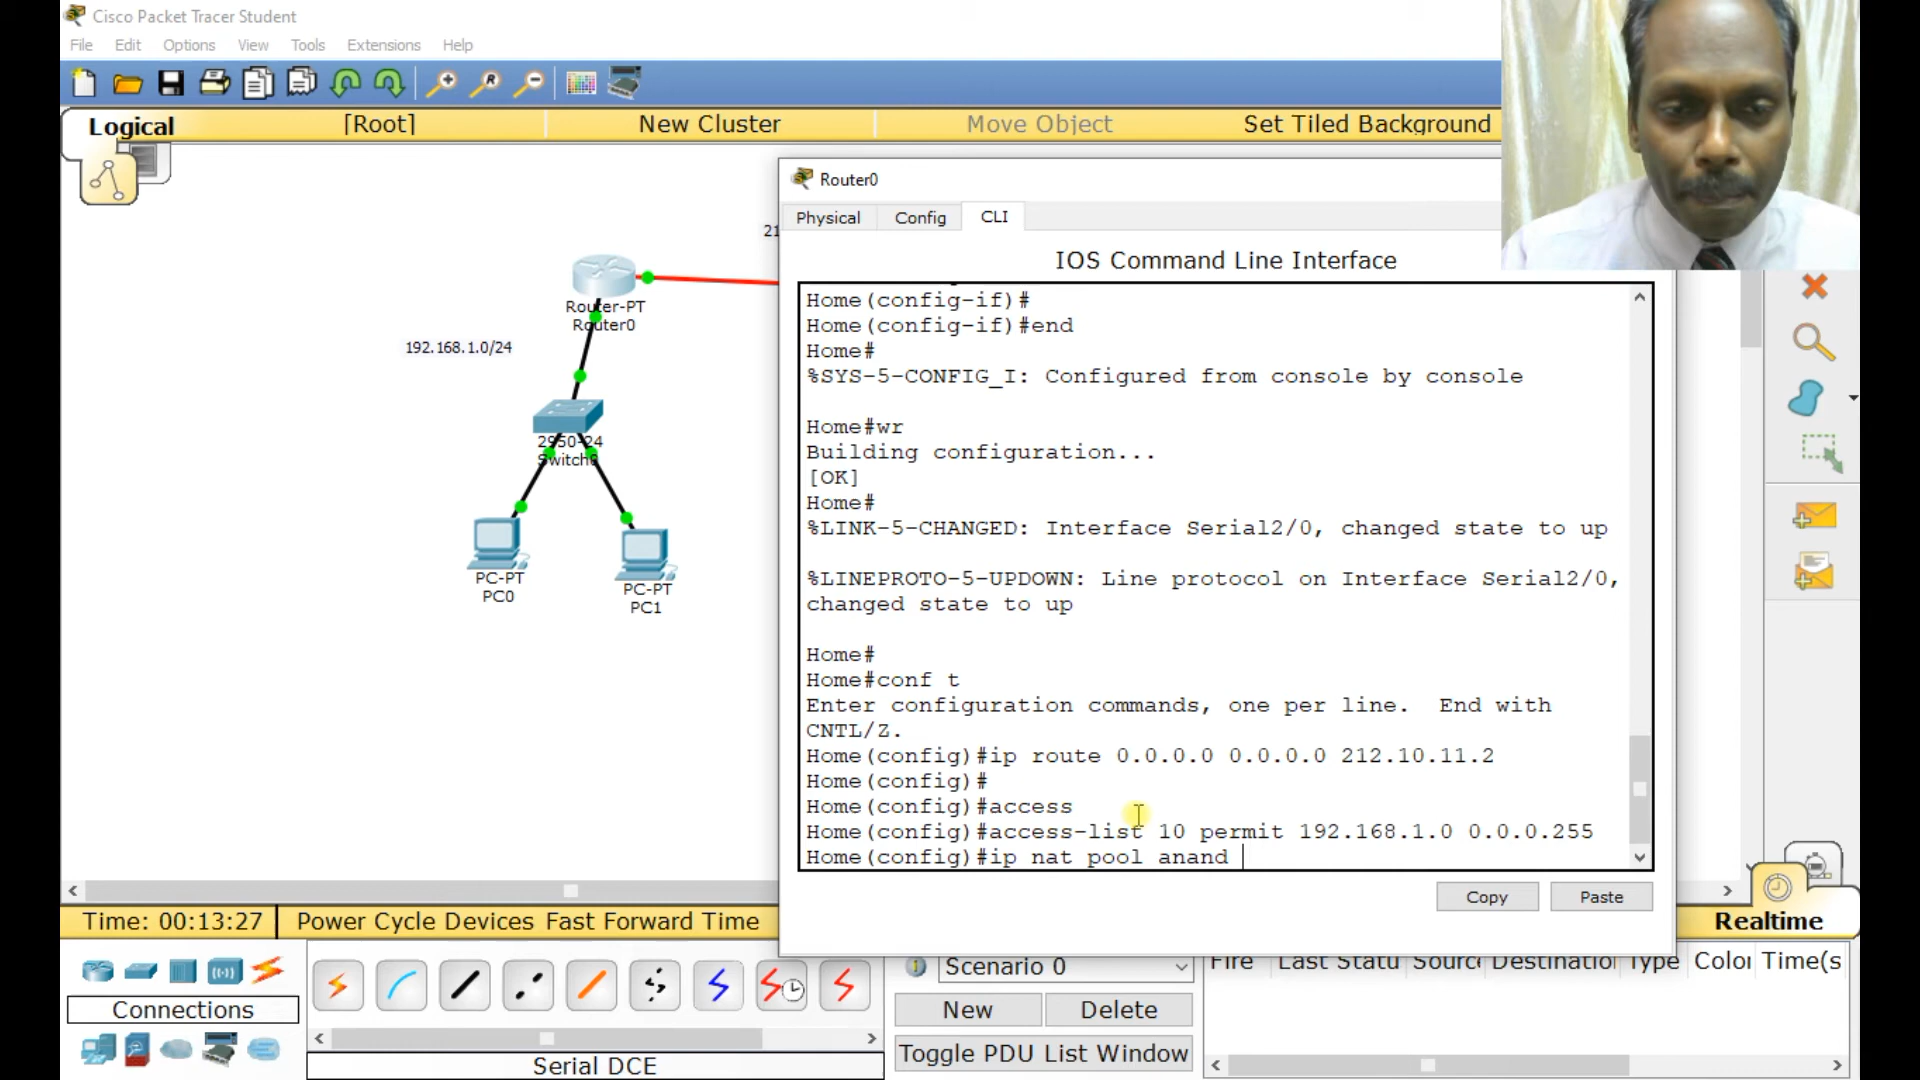 Cisco Packet Tracer Student
File Edit Options View Tools Extensions Help
Logical [Root] New Cluster Move Object Set Tiled Background
Router0
Physical Config CLI
IOS Command Line Interface
21
Router-PT
Router0
192.168.1.0/24
2950-24
Switch0
PC-PT
PC0
PC-PT
PC1
Home(config-if)#
Home(config-if)#end
Home#
%SYS-5-CONFIG_I: Configured from console by console
Home#wr
Building configuration...
[OK]
Home#
%LINK-5-CHANGED: Interface Serial2/0, changed state to up
%LINEPROTO-5-UPDOWN: Line protocol on Interface Serial2/0,
changed state to up
Home#
Home#conf t
Enter configuration commands, one per line.  End with
CNTL/Z.
Home(config)#ip route 0.0.0.0 0.0.0.0 212.10.11.2
Home(config)#
Home(config)#access
Home(config)#access-list 10 permit 192.168.1.0 0.0.0.255
Home(config)#ip nat pool anand
Copy Paste
Time: 00:13:27 Power Cycle Devices Fast Forward Time Realtime
Scenario 0
Fire Last Statu Source Destination Type Color Time(s
Connections
New Delete
Toggle PDU List Window
Serial DCE